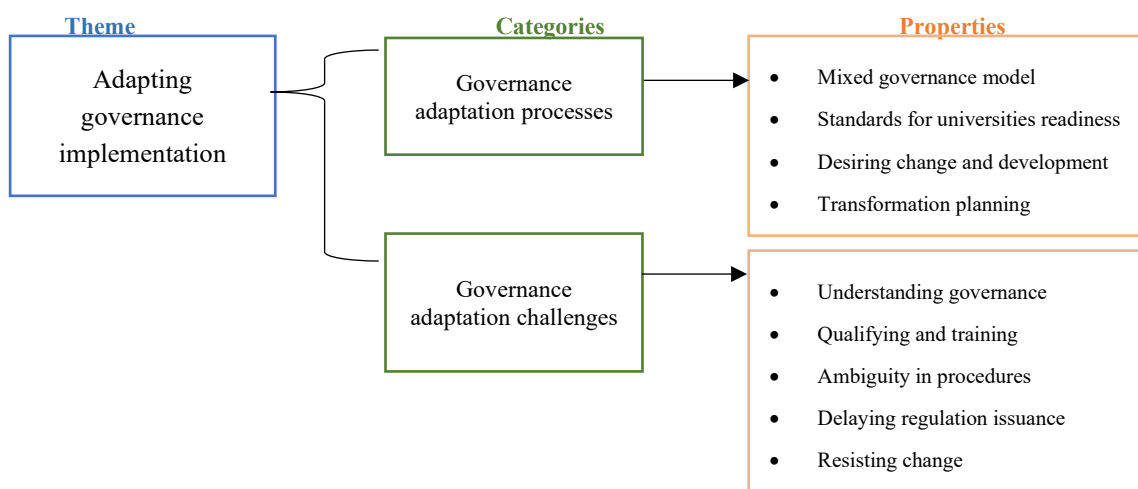 Theme
Categories
Properties
Adapting
governance
implementation
Governance
adaptation processes
• Mixed governance model
• Standards for universities readiness
• Desiring change and development
• Transformation planning
Governance
adaptation challenges
• Understanding governance
• Qualifying and training
• Ambiguity in procedures
• Delaying regulation issuance
• Resisting change